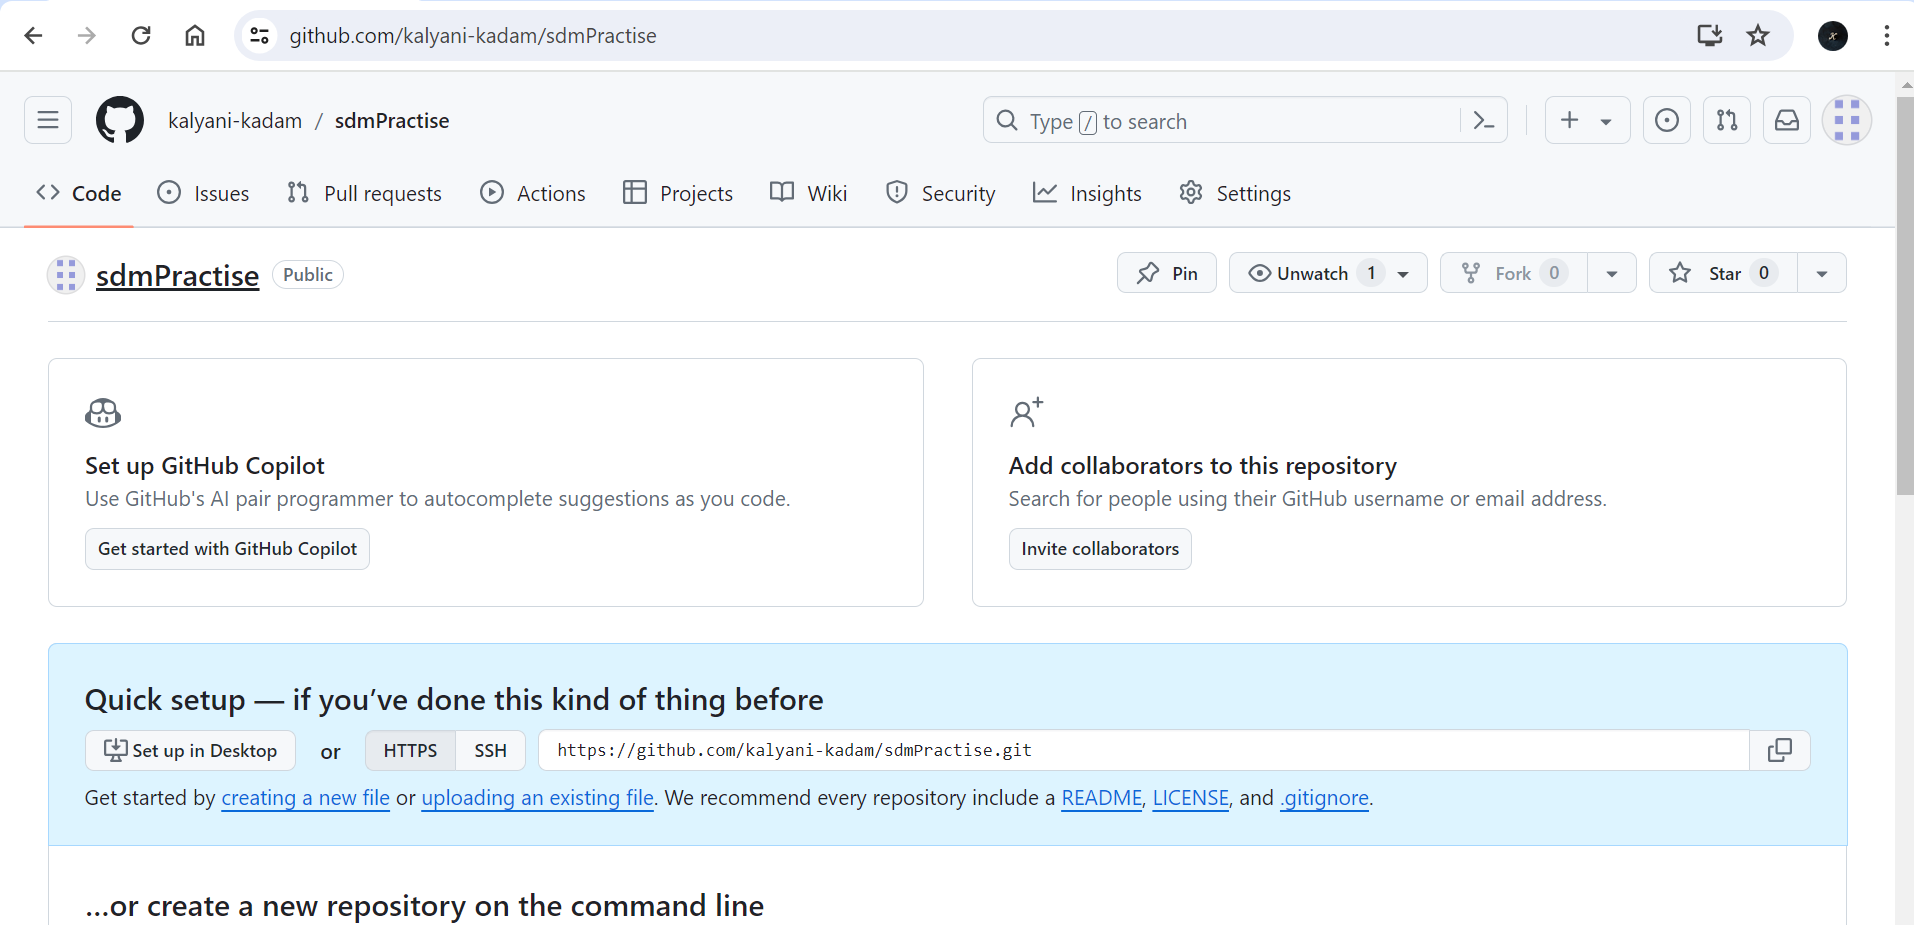 github.com/kalyani-kadam/sdmPractise
kalyani-kadam / sdmPractise
Type / to search
Code Issues Pull requests Actions Projects Wiki Security Insights Settings
sdmPractise Public
Pin Unwatch 1 Fork 0 Star 0
Set up GitHub Copilot
Use GitHub's AI pair programmer to autocomplete suggestions as you code.
Get started with GitHub Copilot
Add collaborators to this repository
Search for people using their GitHub username or email address.
Invite collaborators
Quick setup — if you’ve done this kind of thing before
Set up in Desktop or HTTPS SSH https://github.com/kalyani-kadam/sdmPractise.git
Get started by creating a new file or uploading an existing file. We recommend every repository include a README, LICENSE, and .gitignore.
…or create a new repository on the command line